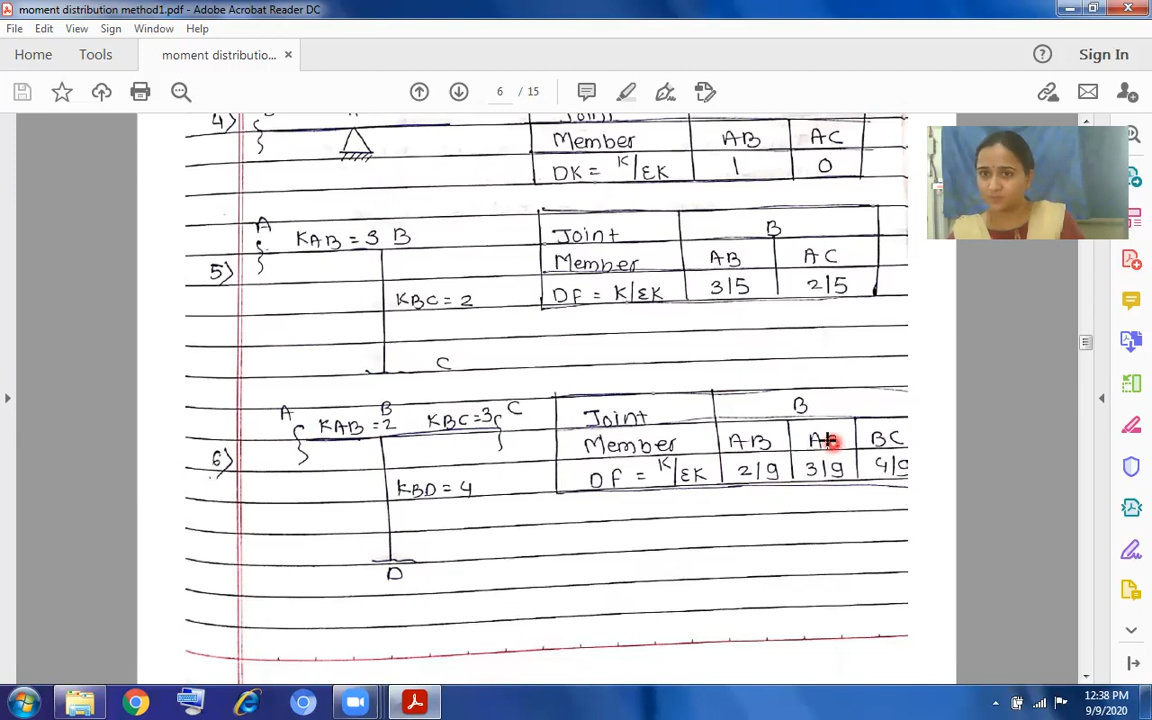 moment distribution method1.pdf - Adobe Acrobat Reader DC
File Edit View Sign Window Help
Home Tools moment distributio... × Sign In
6 / 15
4)
Joint
Member AB AC
DK = K/ΣK 1 0
5)
A KAB = 3 B
KBC = 2
C
Joint B
Member AB AC
DF = K/ΣK 3/5 2/5
6)
A KAB = 2 B KBC = 3 C
KBD = 4
D
Joint B
Member AB BC
DF = K/ΣK 2/9 3/9 4/9
12:38 PM
9/9/2020